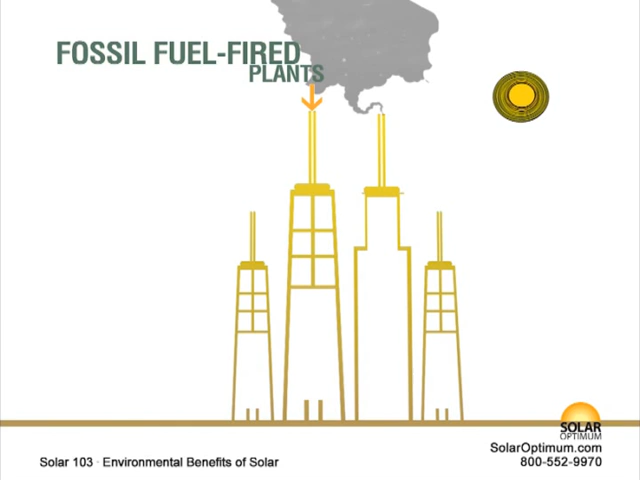 FOSSIL FUEL-FIRED
PLANTS
SOLAR
OPTIMUM
SolarOptimum.com
800-552-9970
Solar 103 · Environmental Benefits of Solar